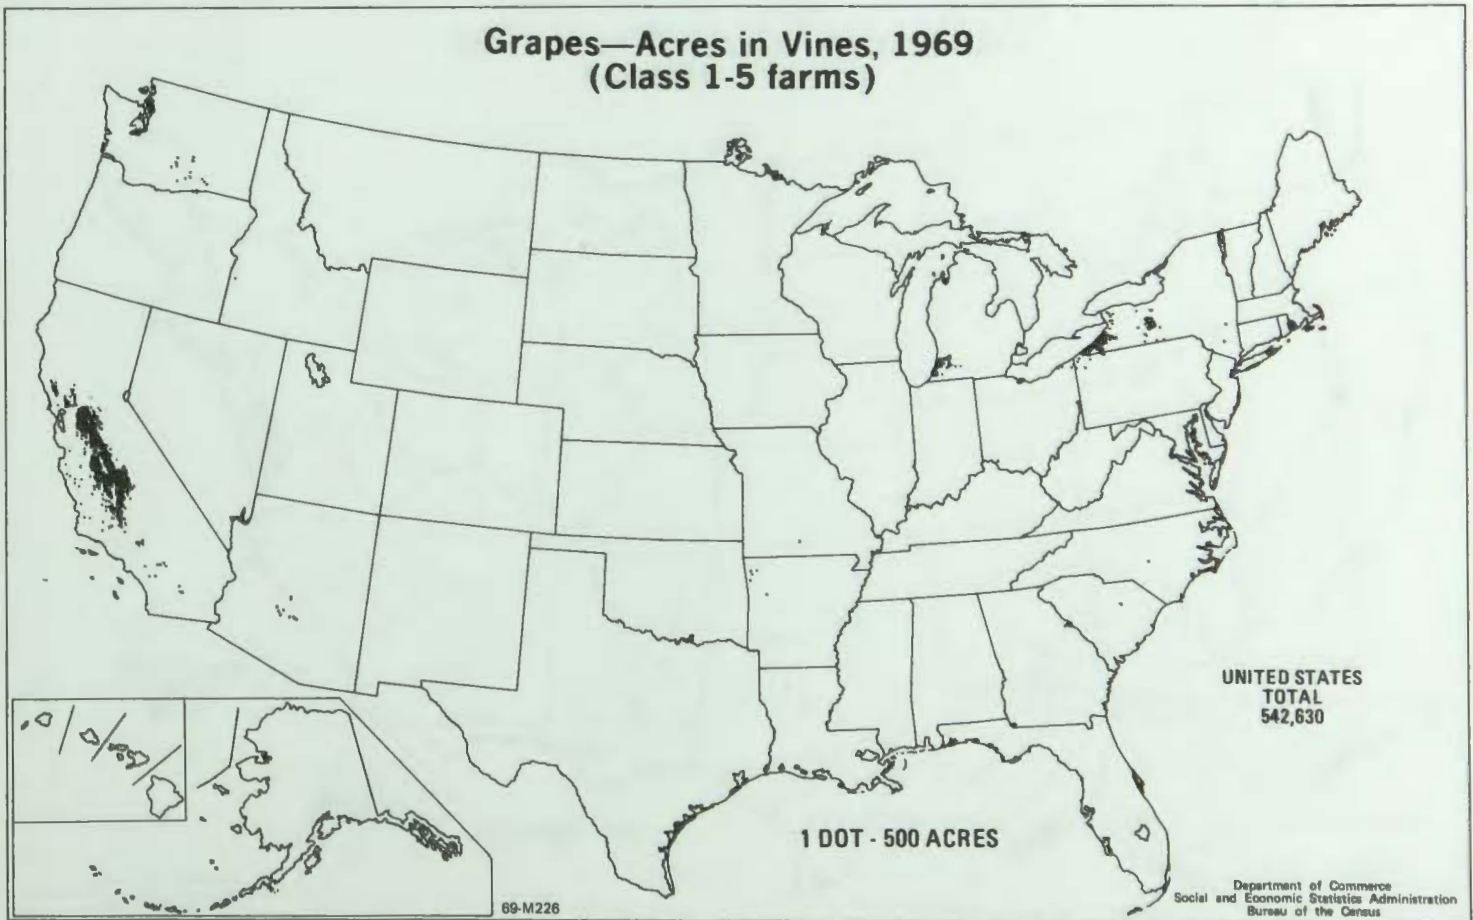 Grapes—Acres in Vines, 1969
(Class 1-5 farms)
UNITED STATES
TOTAL
542,630
1 DOT - 500 ACRES
69-M226
Department of Commerce
Social and Economic Statistics Administration
Bureau of the Census